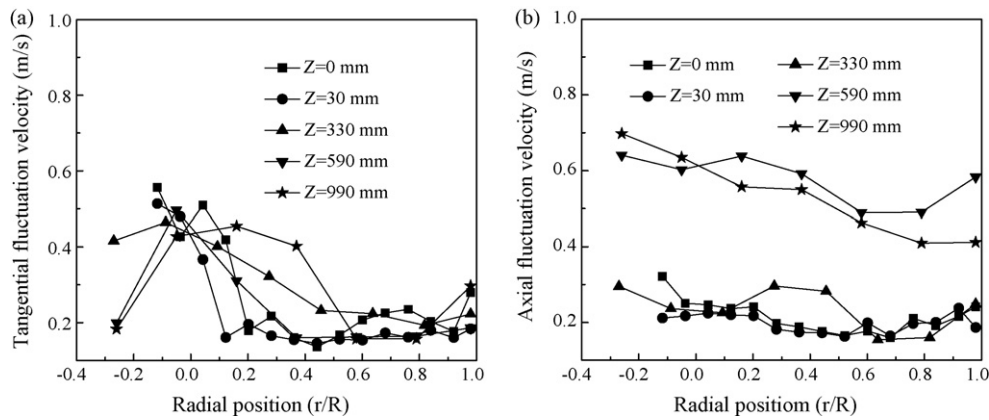 (a)
Tangential fluctuation velocity (m/s)
1.0
0.8
0.6
0.4
0.2
Z=0 mm
Z=30 mm
Z=330 mm
Z=590 mm
Z=990 mm
-0.4 -0.2 0.0 0.2 0.4 0.6 0.8 1.0
Radial position (r/R)
(b)
Axial fluctuation velocity (m/s)
1.0
0.8
0.6
0.4
0.2
Z=0 mm
Z=30 mm
Z=330 mm
Z=590 mm
Z=990 mm
-0.4 -0.2 0.0 0.2 0.4 0.6 0.8 1.0
Radial positiom (r/R)